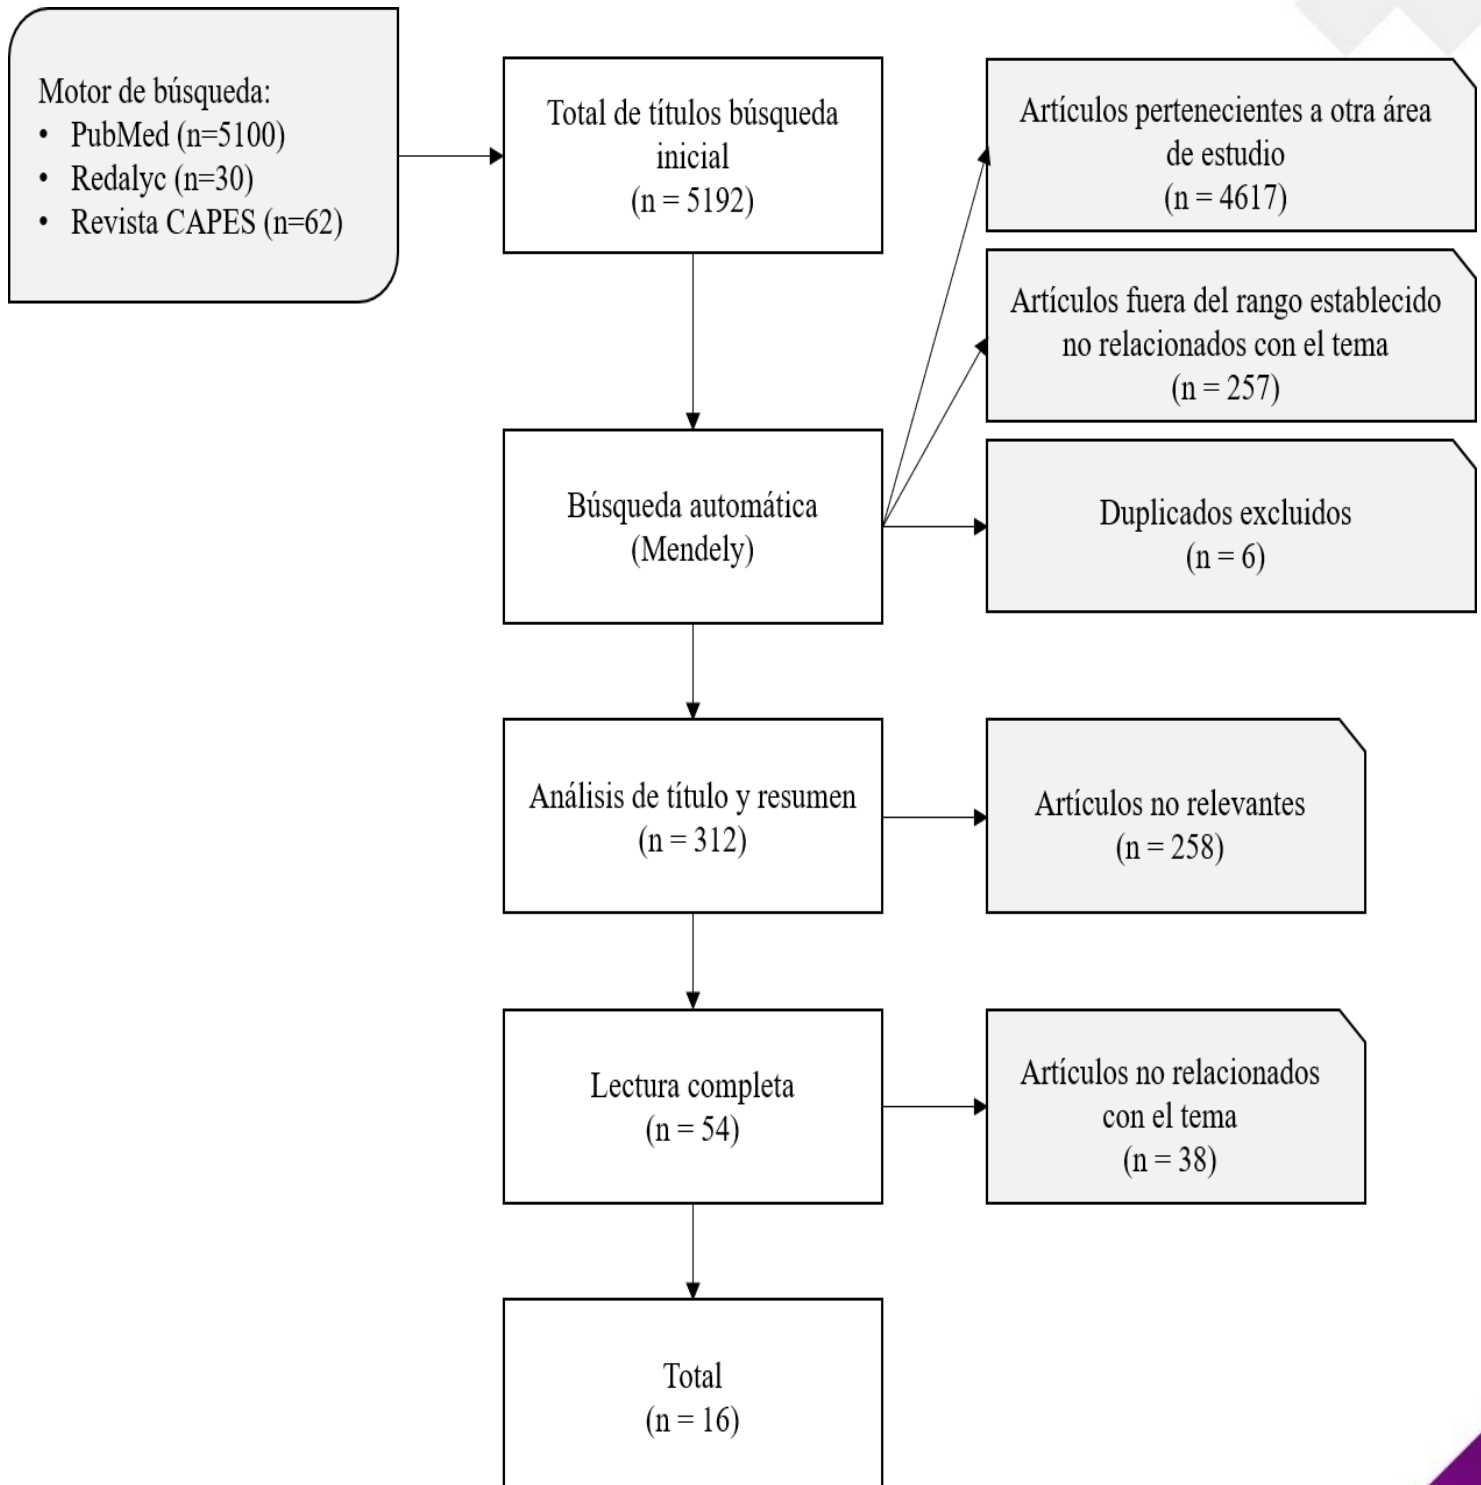 Motor de búsqueda:
• PubMed (n=5100)
• Redalyc (n=30)
• Revista CAPES (n=62)
Total de títulos búsqueda
inicial
(n = 5192)
Artículos pertenecientes a otra área
de estudio
(n = 4617)
Artículos fuera del rango establecido
no relacionados con el tema
(n = 257)
Búsqueda automática
(Mendely)
Duplicados excluidos
(n = 6)
Análisis de título y resumen
(n = 312)
Artículos no relevantes
(n = 258)
Lectura completa
(n = 54)
Artículos no relacionados
con el tema
(n = 38)
Total
(n = 16)